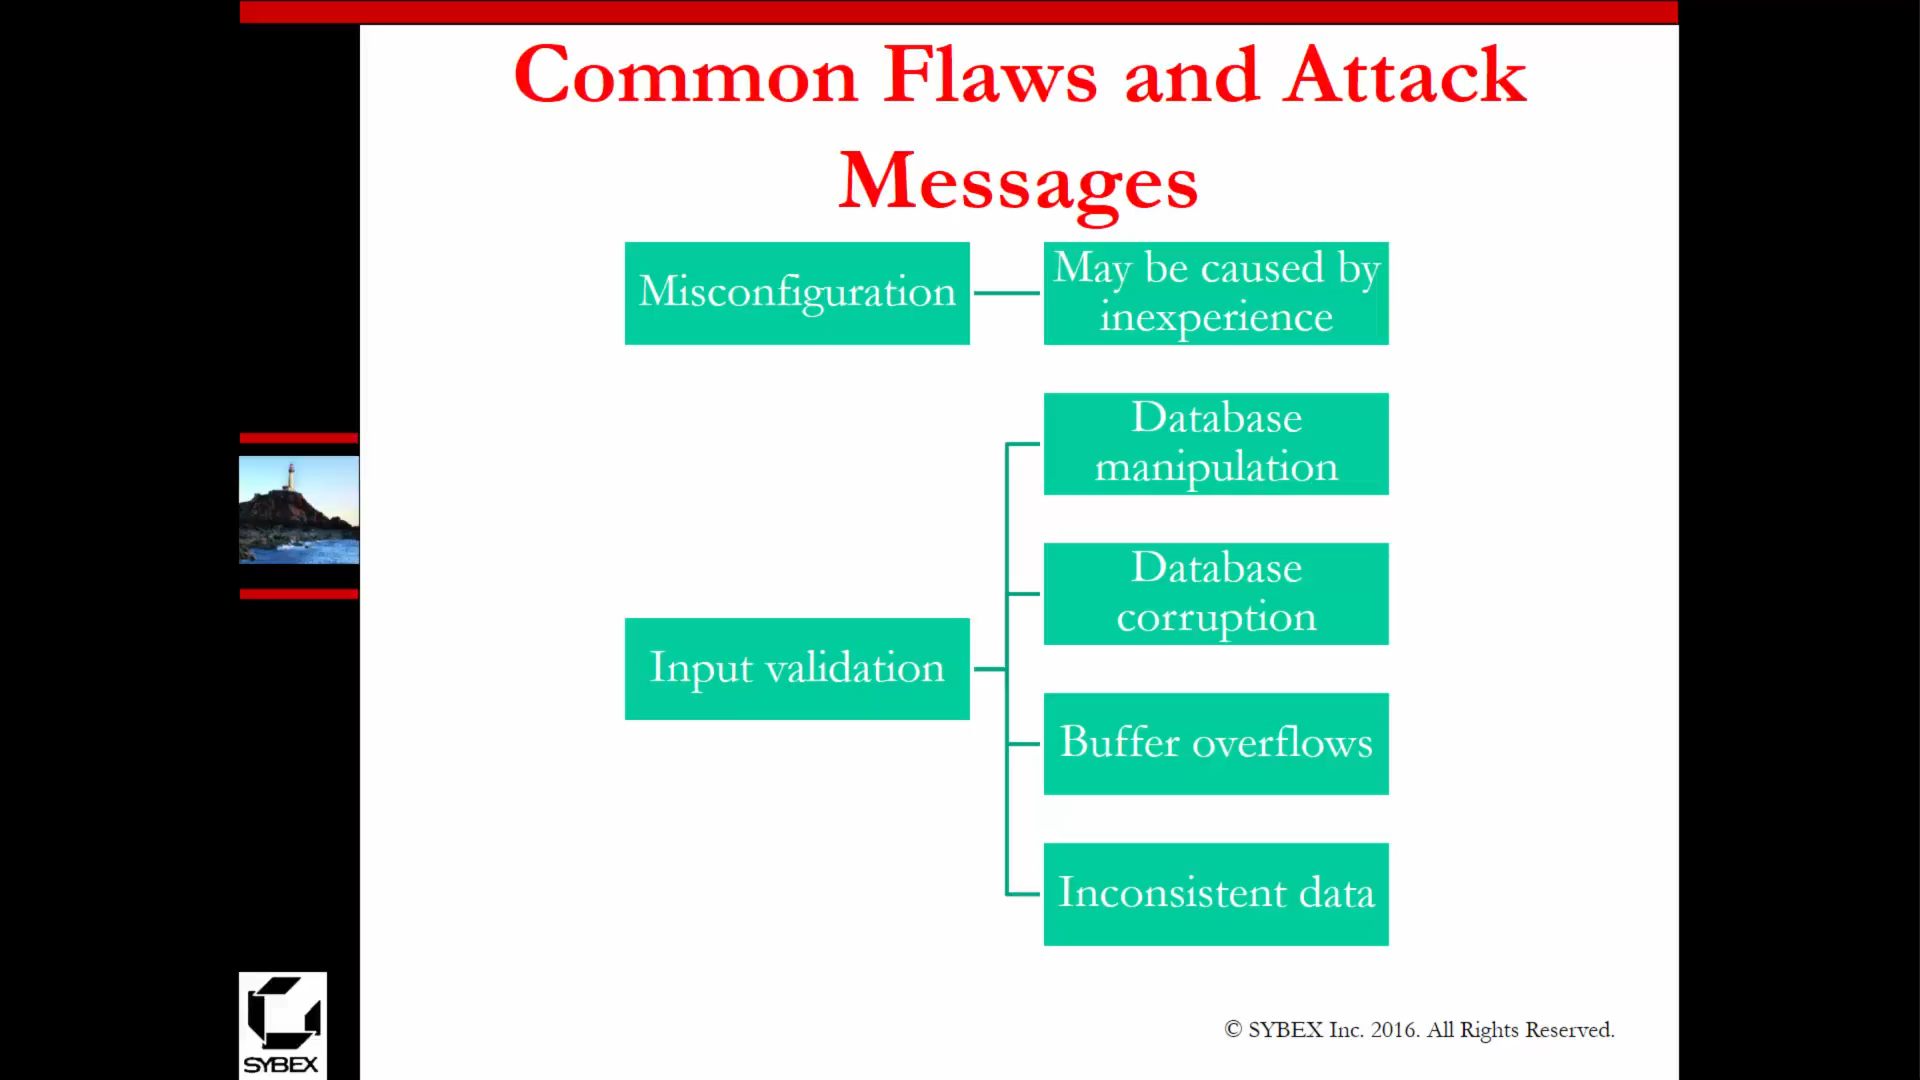 Common Flaws and Attack
Messages
Misconfiguration
May be caused by
inexperience
Input validation
Database
manipulation
Database
corruption
Buffer overflows
Inconsistent data
© SYBEX Inc. 2016. All Rights Reserved.
SYBEX